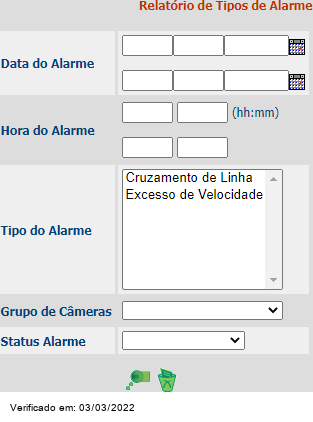 Relatório de Tipos de Alarme
Data do Alarme
Hora do Alarme
(hh:mm)
Tipo do Alarme
Cruzamento de Linha
Excesso de Velocidade
Grupo de Câmeras
Status Alarme
Verificado em: 03/03/2022